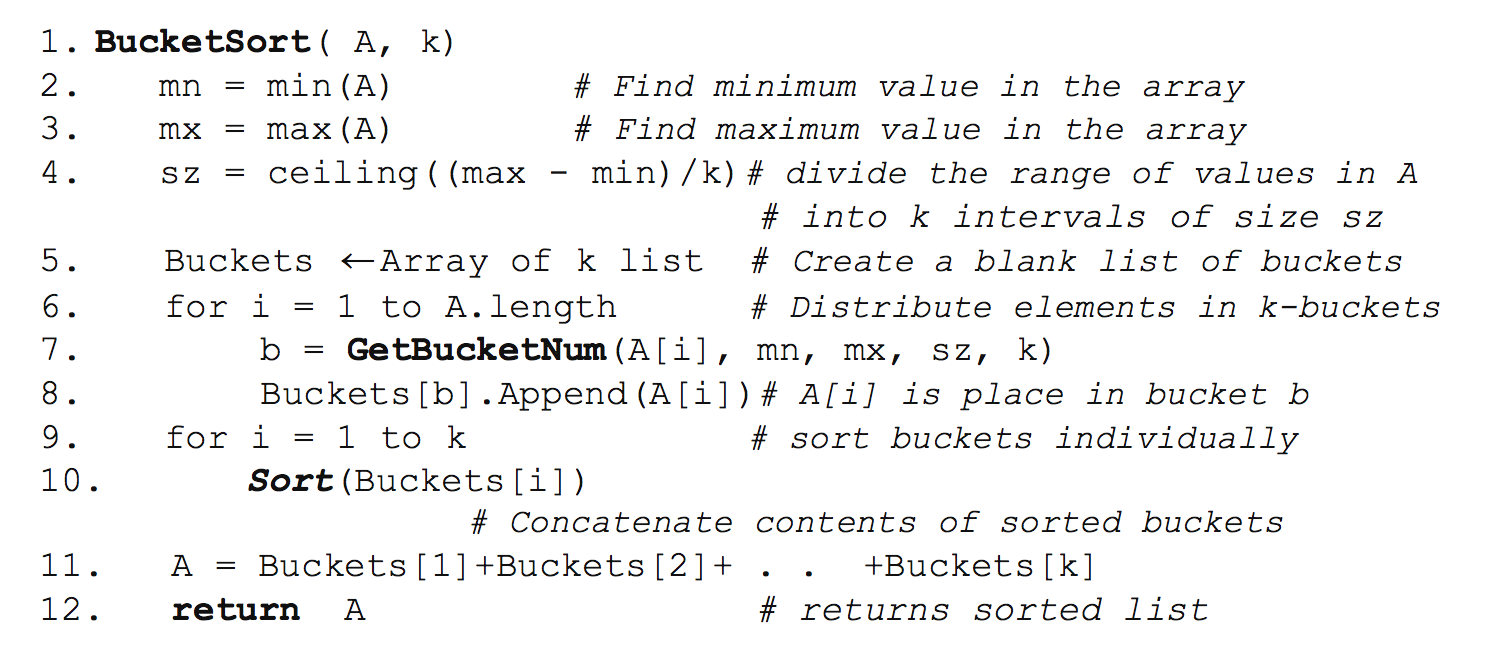 1. BucketSort( A, k)
2. mn = min(A) # Find minimum value in the array
3. mx = max(A) # Find maximum value in the array
4. sz = ceiling((max - min)/k)# divide the range of values in A
# into k intervals of size sz
5. Buckets ←Array of k list # Create a blank list of buckets
6. for i = 1 to A.length # Distribute elements in k-buckets
7. b = GetBucketNum(A[i], mn, mx, sz, k)
8. Buckets[b].Append(A[i])# A[i] is place in bucket b
9. for i = 1 to k # sort buckets individually
10. Sort(Buckets[i])
# Concatenate contents of sorted buckets
11. A = Buckets[1]+Buckets[2]+ . . +Buckets[k]
12. return A # returns sorted list